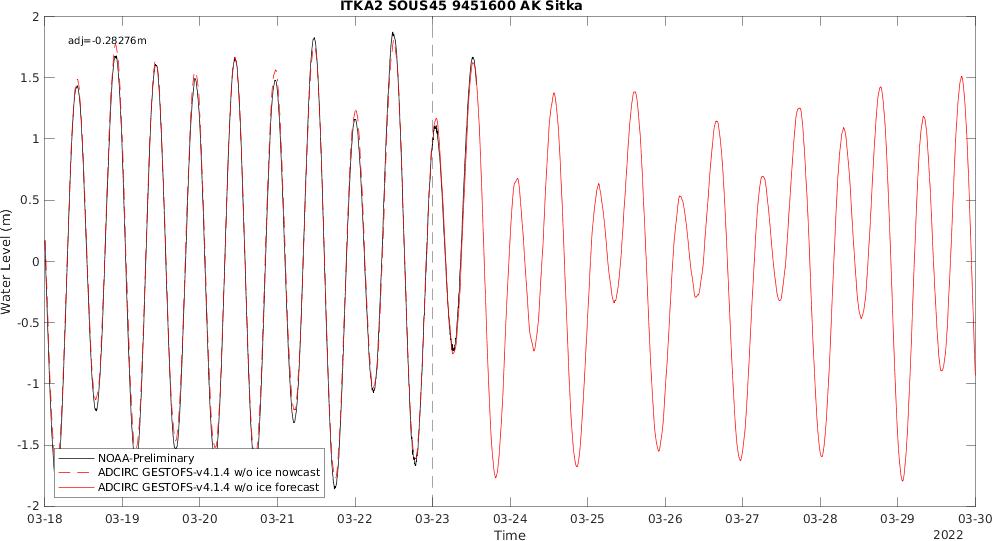 ITKA2 SOUS45 9451600 AK Sitka
adj=-0.28276m
2
1.5
1
0.5
0
-0.5
-1
-1.5
-2
Water Level (m)
NOAA-Preliminary
ADCIRC GESTOFS-v4.1.4 w/o ice nowcast
ADCIRC GESTOFS-v4.1.4 w/o ice forecast
03-18 03-19 03-20 03-21 03-22 03-23 03-24 03-25 03-26 03-27 03-28 03-29 03-30
Time
2022